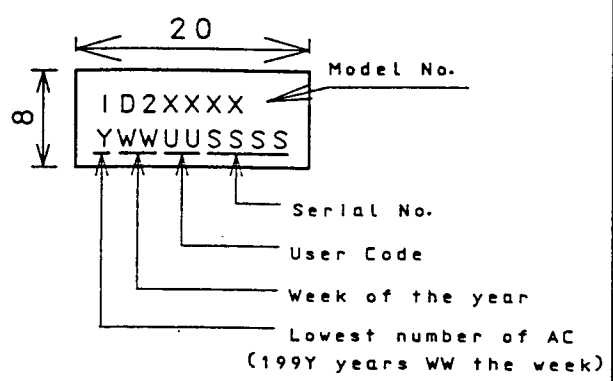 20
Model No.
8
ID2XXXX
YWWUUSSSS
Serial No.
User Code
Week of the year
Lowest number of AC
(199Y years WW the week)